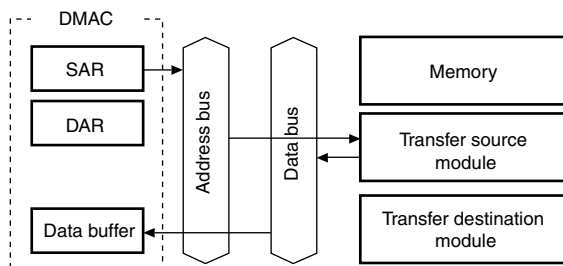 DMAC
SAR
DAR
Data buffer
Address bus
Data bus
Memory
Transfer source
module
Transfer destination
module